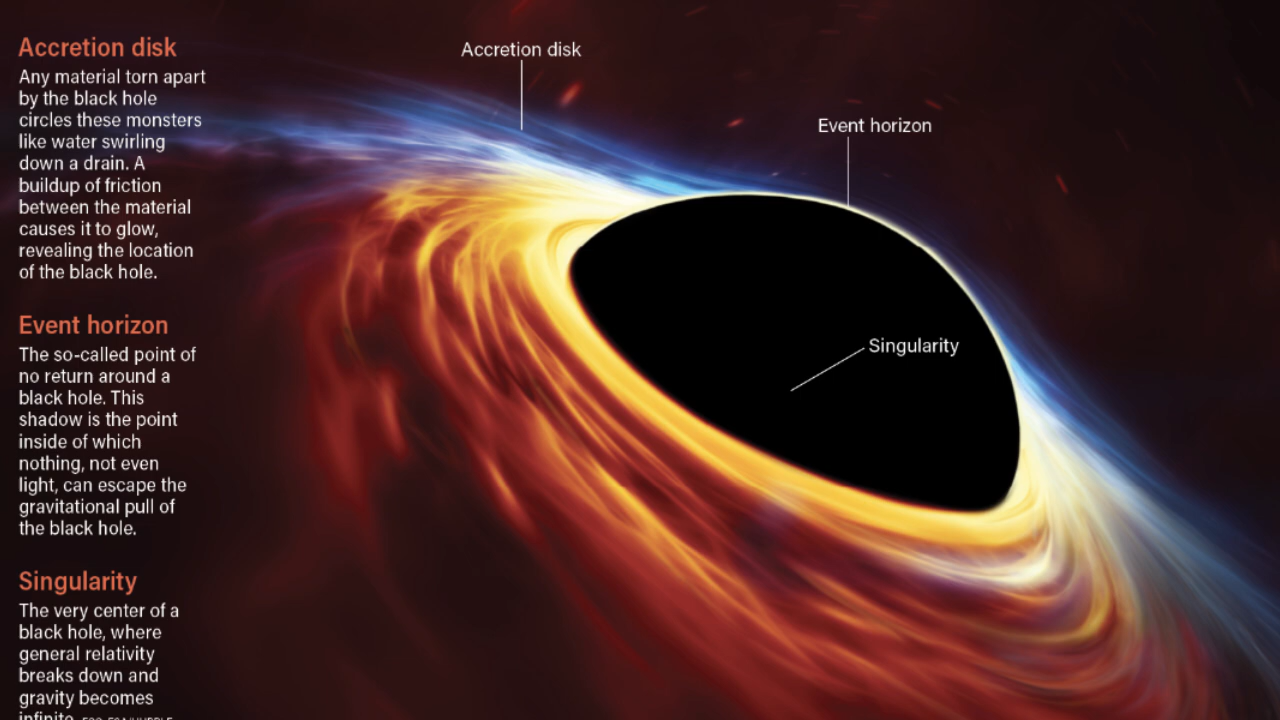 Accretion disk
Any material torn apart
by the black hole
circles these monsters
like water swirling
down a drain. A
buildup of friction
between the material
causes it to glow,
revealing the location
of the black hole.
Event horizon
The so-called point of
no return around a
black hole. This
shadow is the point
inside of which
nothing, not even
light, can escape the
gravitational pull of
the black hole.
Singularity
The very center of a
black hole, where
general relativity
breaks down and
gravity becomes
infinite.
Accretion disk
Event horizon
Singularity